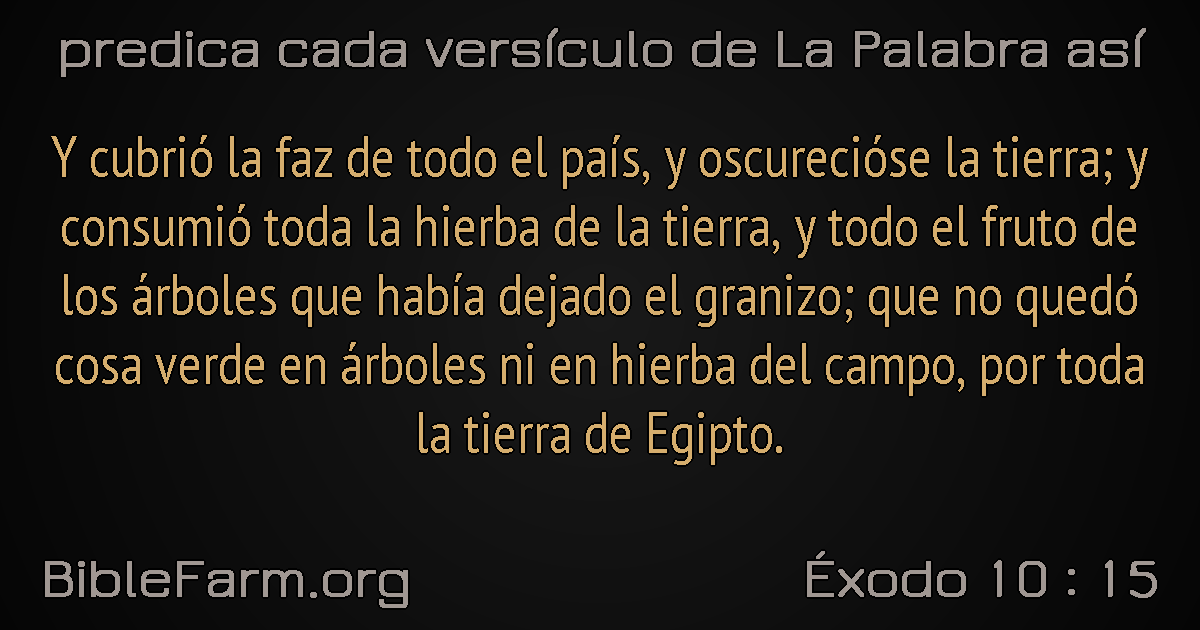 predica cada versículo de La Palabra así
Y cubrió la faz de todo el país, y oscurecióse la tierra; y
consumió toda la hierba de la tierra, y todo el fruto de
los árboles que había dejado el granizo; que no quedó
cosa verde en árboles ni en hierba del campo, por toda
la tierra de Egipto.
BibleFarm.org
Éxodo 10 : 15